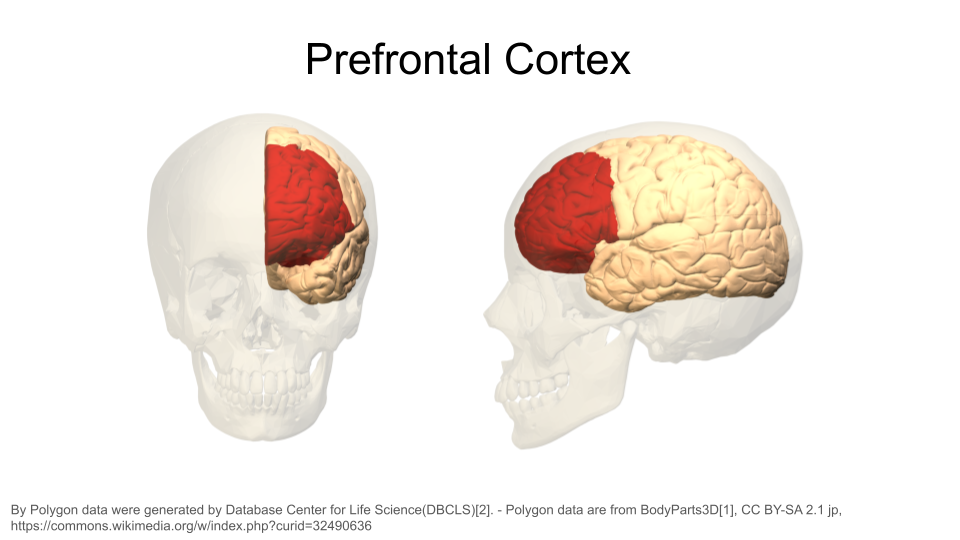 Prefrontal Cortex
By Polygon data were generated by Database Center for Life Science(DBCLS)[2]. - Polygon data are from BodyParts3D[1], CC BY-SA 2.1 jp,
https://commons.wikimedia.org/w/index.php?curid=32490636